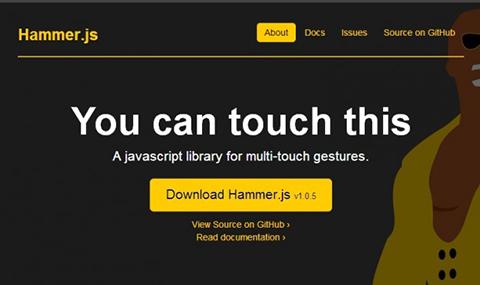 Hammer.js
About Docs Issues Source on GitHub
You can touch this
A javascript library for multi-touch gestures.
Download Hammer.js v1.0.5
View Source on GitHub ›
Read documentation ›